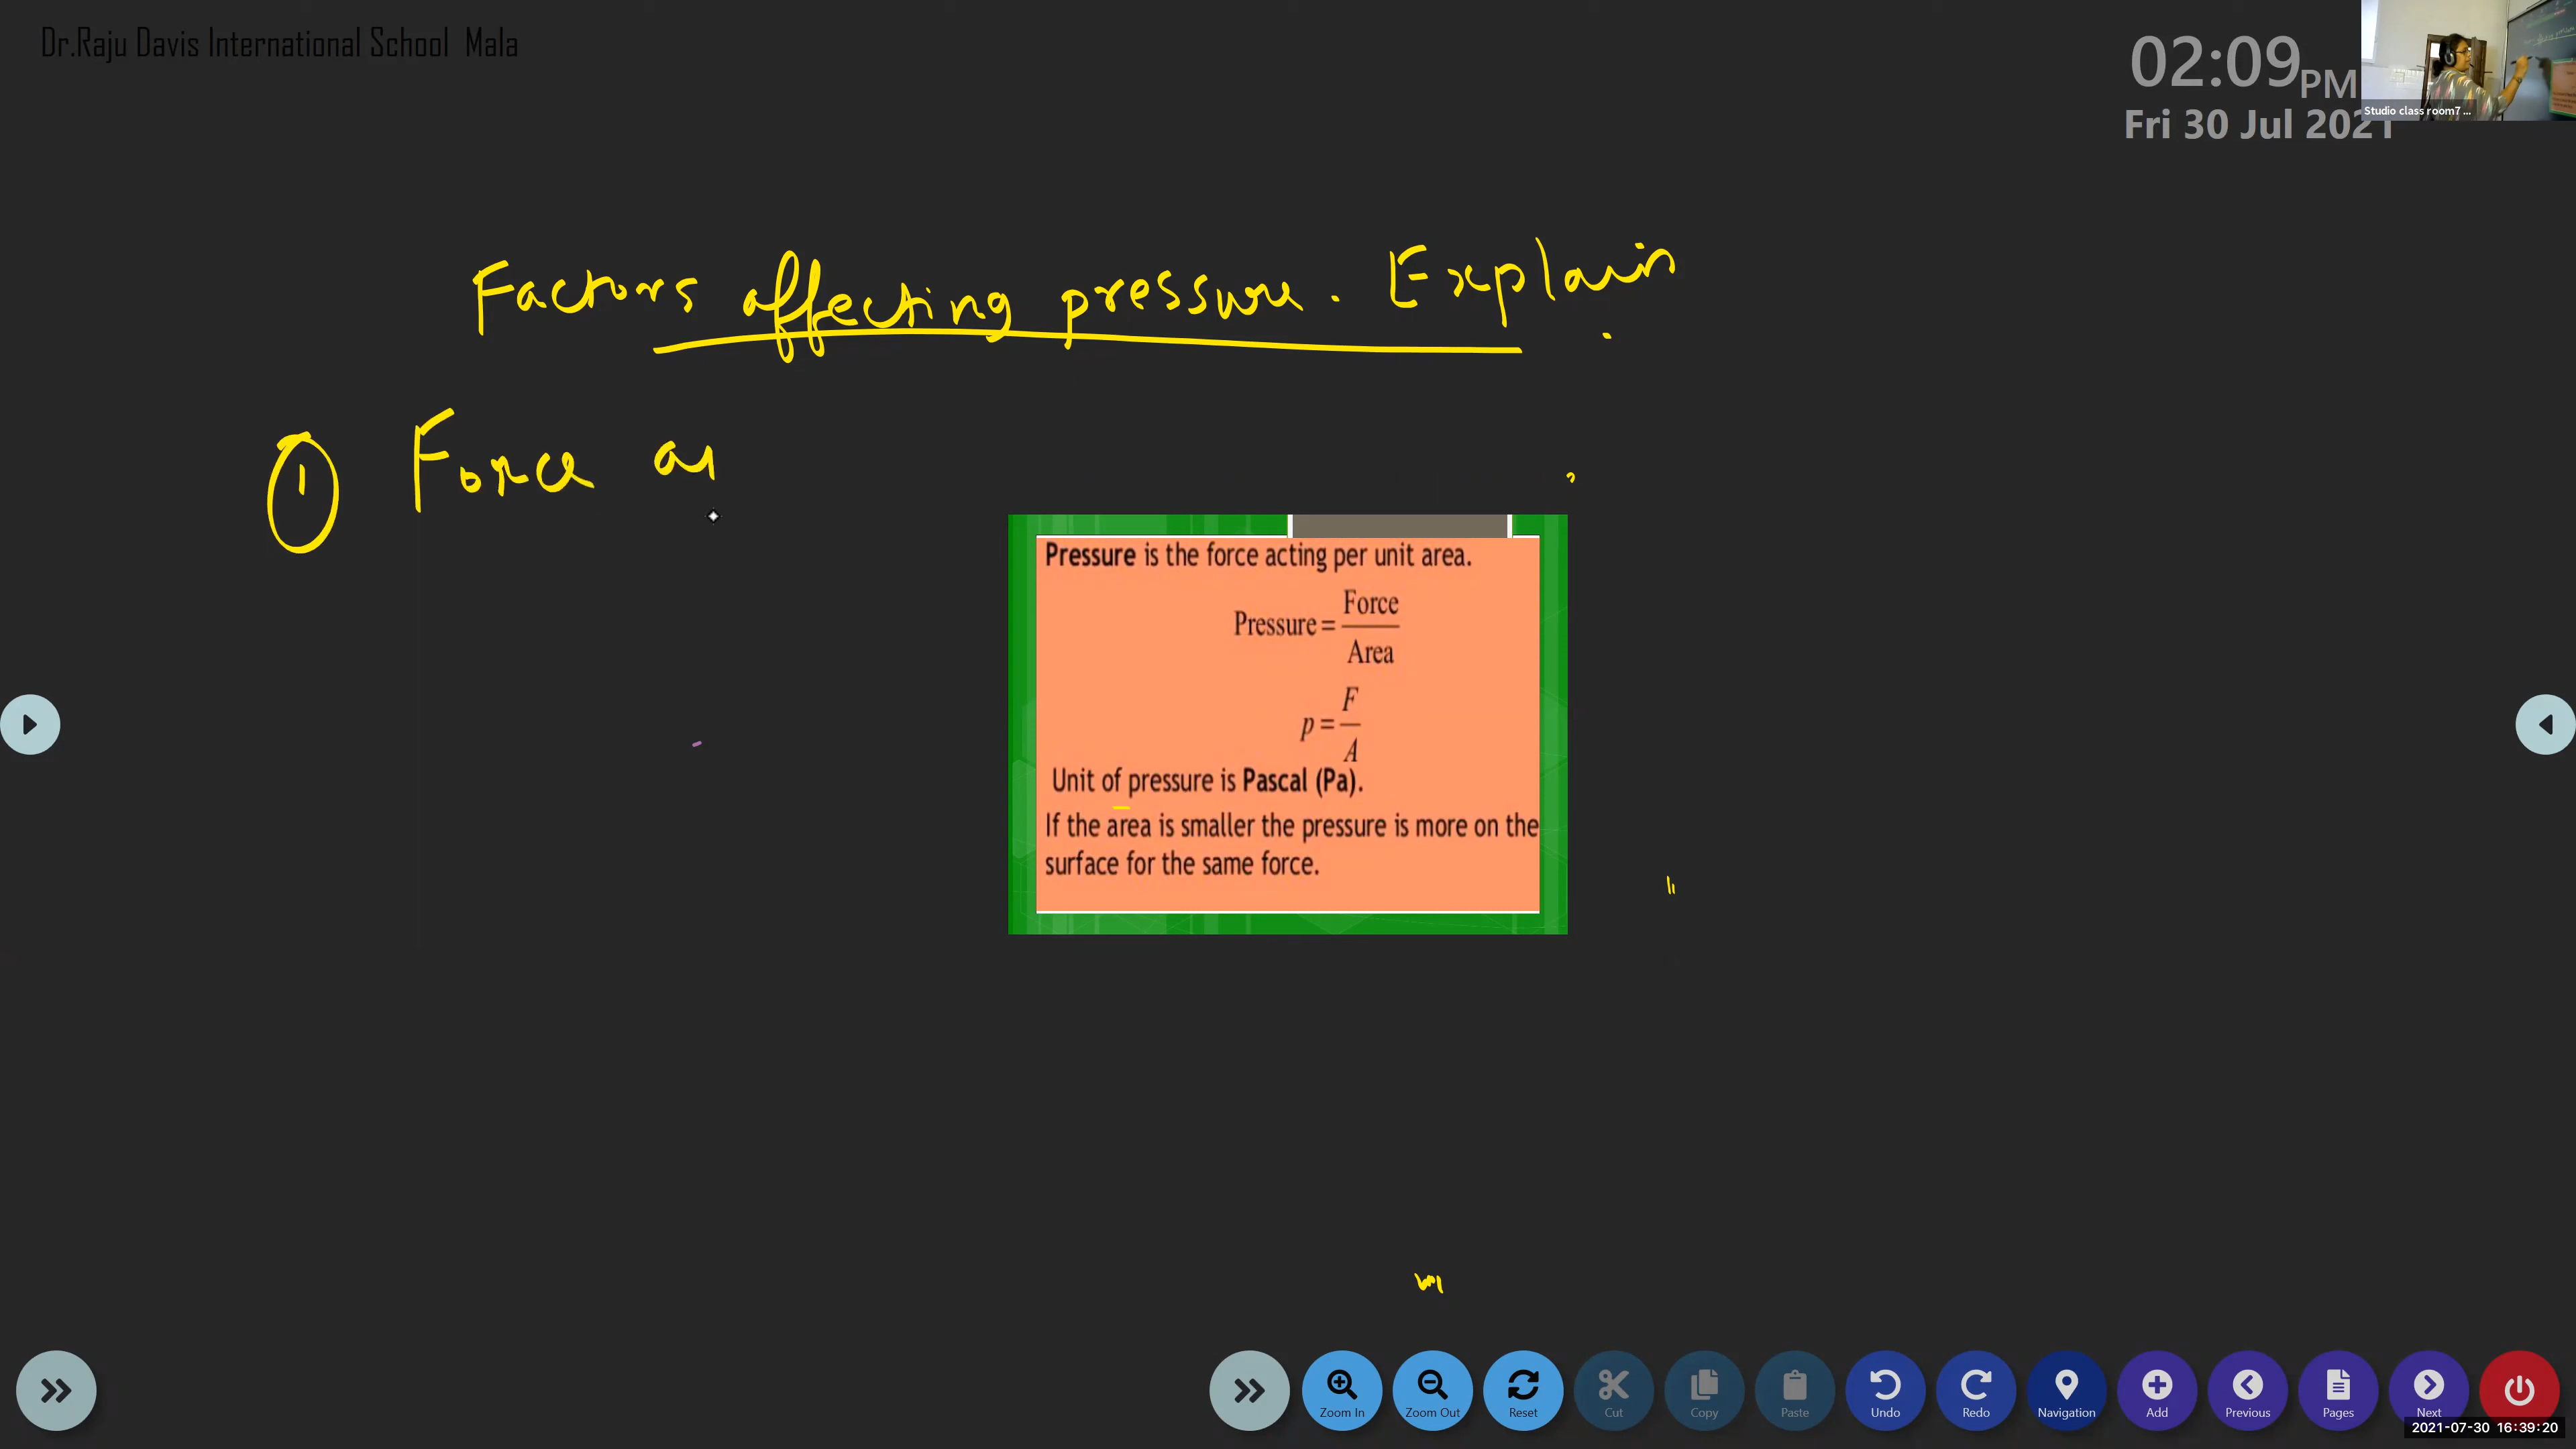 Dr.Raju Davis International School Mala
02:09 PM
Fri 30 Jul 2021
Studio class room7 ...
Factors affecting pressure. Explain
1 Force
Pressure is the force acting per unit area.
Pressure = Force / Area
p = F / A
Unit of pressure is Pascal (Pa).
If the area is smaller the pressure is more on the
surface for the same force.
Zoom In Zoom Out Reset Cut Copy Paste Undo Redo Navigation Add Previous Pages Next
2021-07-30 16:39:20